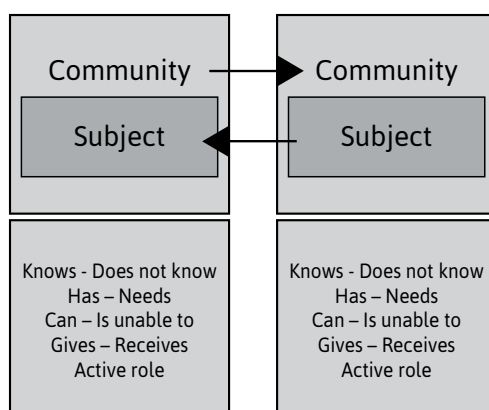 Community
Subject
Knows - Does not know
Has – Needs
Can – Is unable to
Gives – Receives
Active role
Community
Subject
Knows - Does not know
Has – Needs
Can – Is unable to
Gives – Receives
Active role